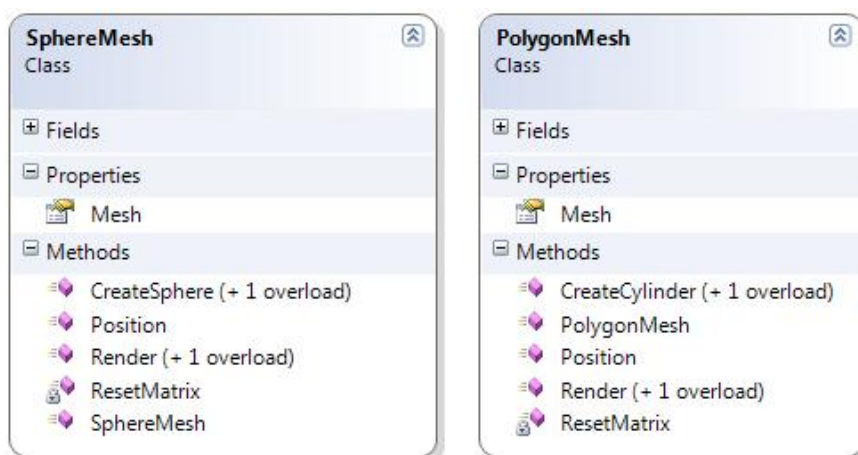 SphereMesh
Class
Fields
Properties
Mesh
Methods
CreateSphere (+ 1 overload)
Position
Render (+ 1 overload)
ResetMatrix
SphereMesh
PolygonMesh
Class
Fields
Properties
Mesh
Methods
CreateCylinder (+ 1 overload)
PolygonMesh
Position
Render (+ 1 overload)
ResetMatrix